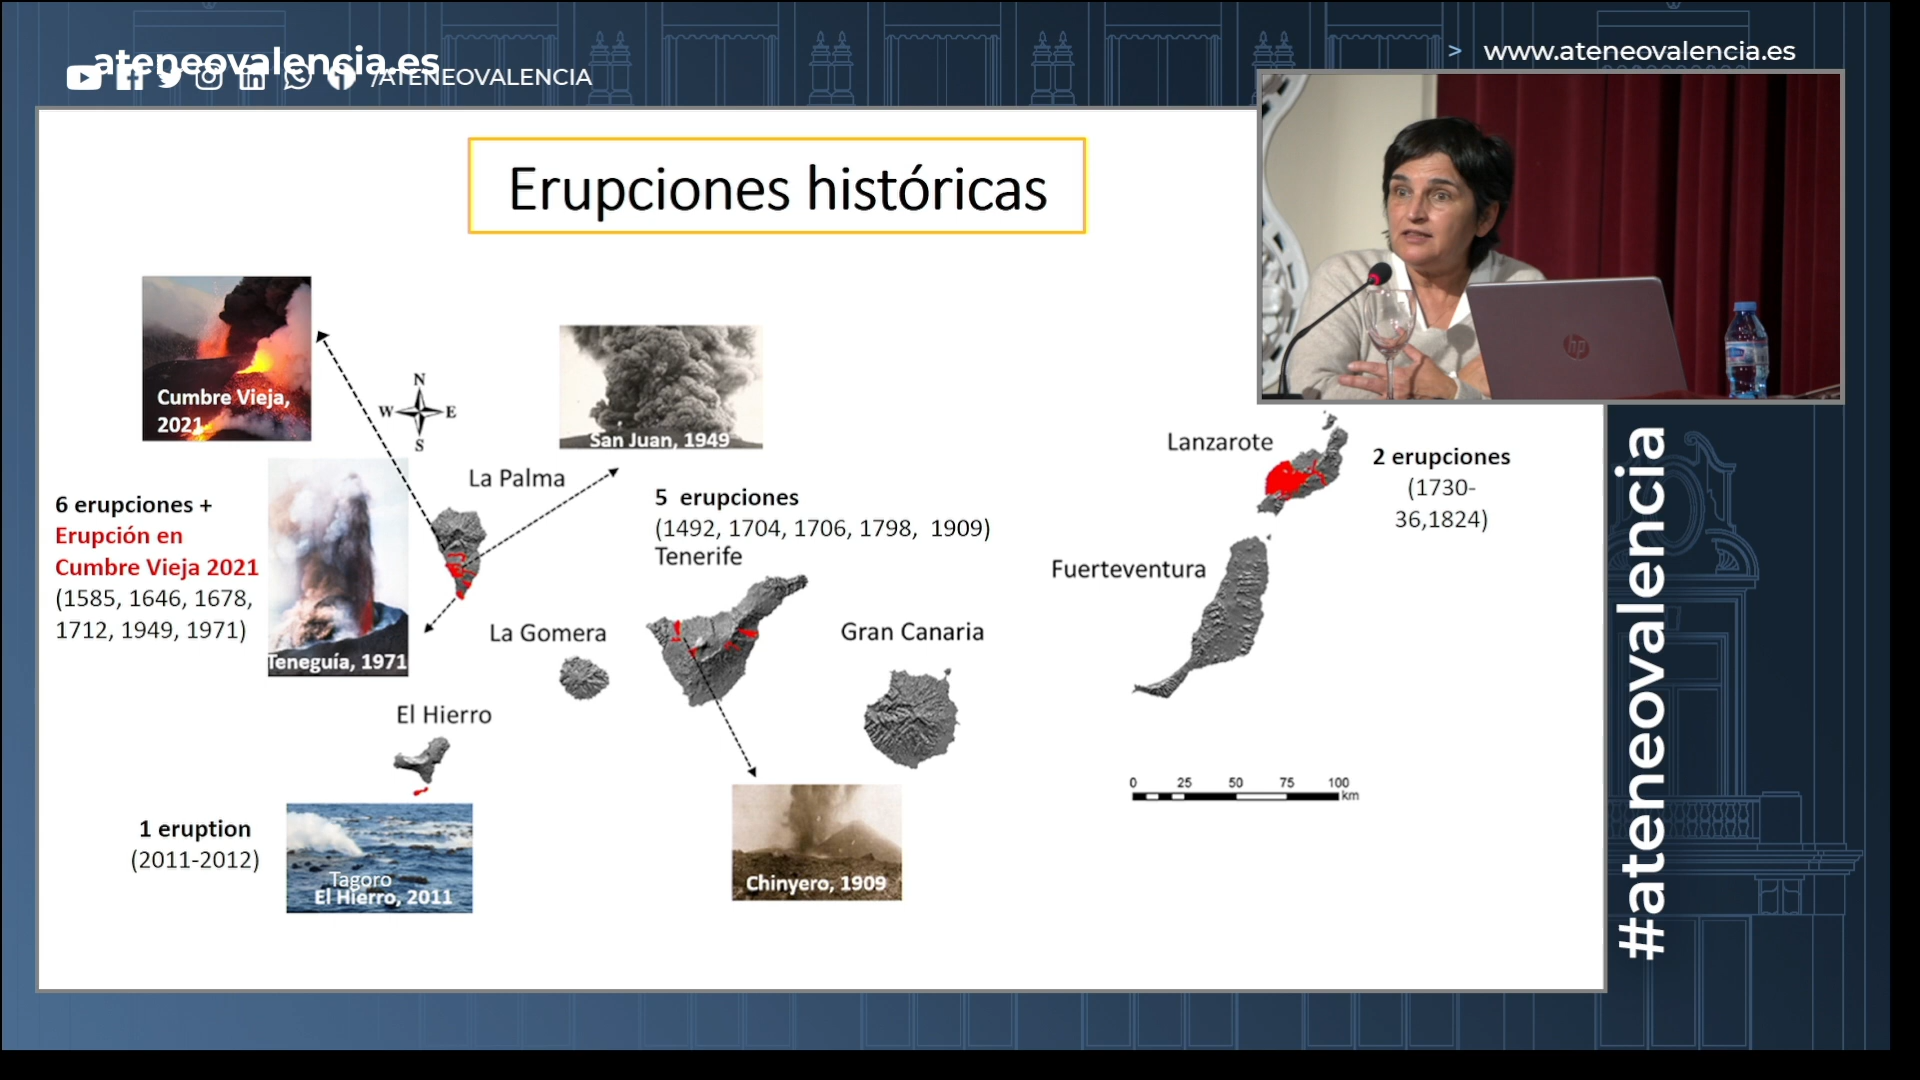 ateneovalencia.es
/ATENEOVALENCIA
> www.ateneovalencia.es
Erupciones históricas
Cumbre Vieja,
2021
N
W E
S
San Juan, 1949
La Palma
6 erupciones +
Erupción en
Cumbre Vieja 2021
(1585, 1646, 1678,
1712, 1949, 1971)
Teneguía, 1971
5 erupciones
(1492, 1704, 1706, 1798, 1909)
Tenerife
Lanzarote
2 erupciones
(1730-
36,1824)
Fuerteventura
La Gomera
Gran Canaria
El Hierro
1 eruption
(2011-2012)
Tagoro
El Hierro, 2011
Chinyero, 1909
0 25 50 75 100
km
hp
#ateneovalencia